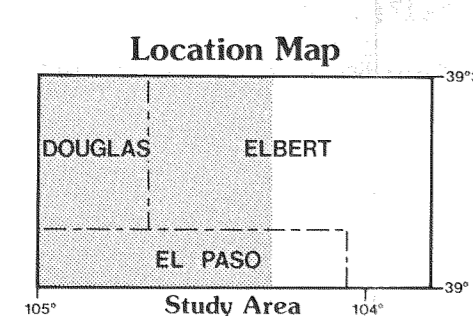 Location Map
39°
DOUGLAS ELBERT
EL PASO
39°
105° Study Area 104°